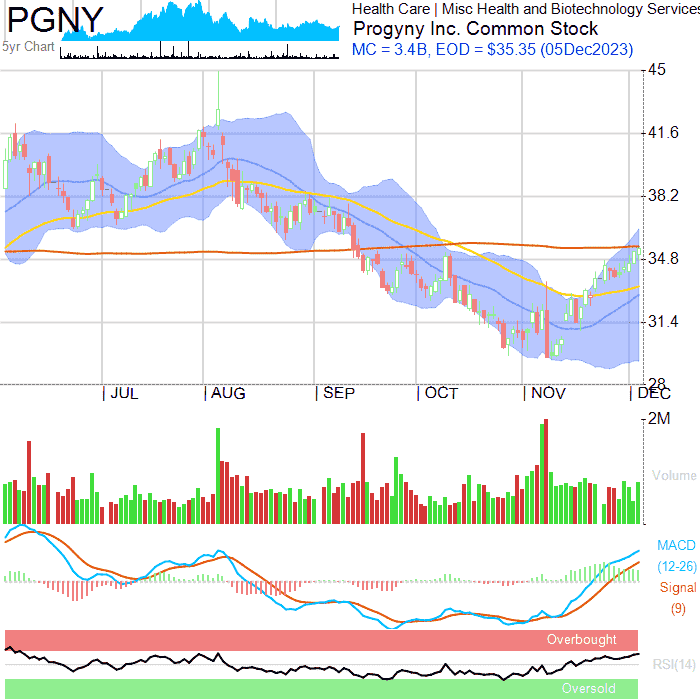 PGNY
5yr Chart
Health Care | Misc Health and Biotechnology Services
Progyny Inc. Common Stock
MC = 3.4B, EOD = $35.35 (05Dec2023)
45
41.6
38.2
34.8
31.4
28
JUL AUG SEP OCT NOV DEC
2M
Volume
MACD
(12-26)
Signal
(9)
Overbought
RSI(14)
Oversold